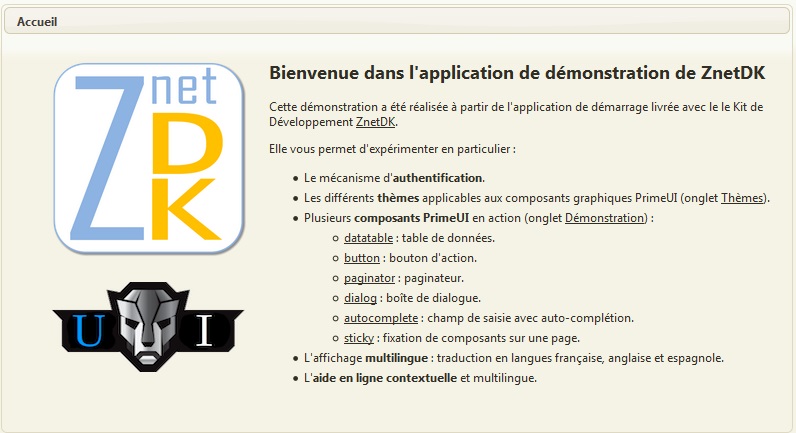 Accueil
Z net
DK
U I
Bienvenue dans l'application de démonstration de ZnetDK
Cette démonstration a été réalisée à partir de l'application de démarrage livrée avec le le Kit de
Développement ZnetDK.
Elle vous permet d'expérimenter en particulier :
• Le mécanisme d'authentification.
• Les différents thèmes applicables aux composants graphiques PrimeUI (onglet Thèmes).
• Plusieurs composants PrimeUI en action (onglet Démonstration) :
datatable : table de données.
button : bouton d'action.
paginator : paginateur.
dialog : boîte de dialogue.
autocomplete : champ de saisie avec auto-complétion.
sticky : fixation de composants sur une page.
• L'affichage multilingue : traduction en langues française, anglaise et espagnole.
• L'aide en ligne contextuelle et multilingue.